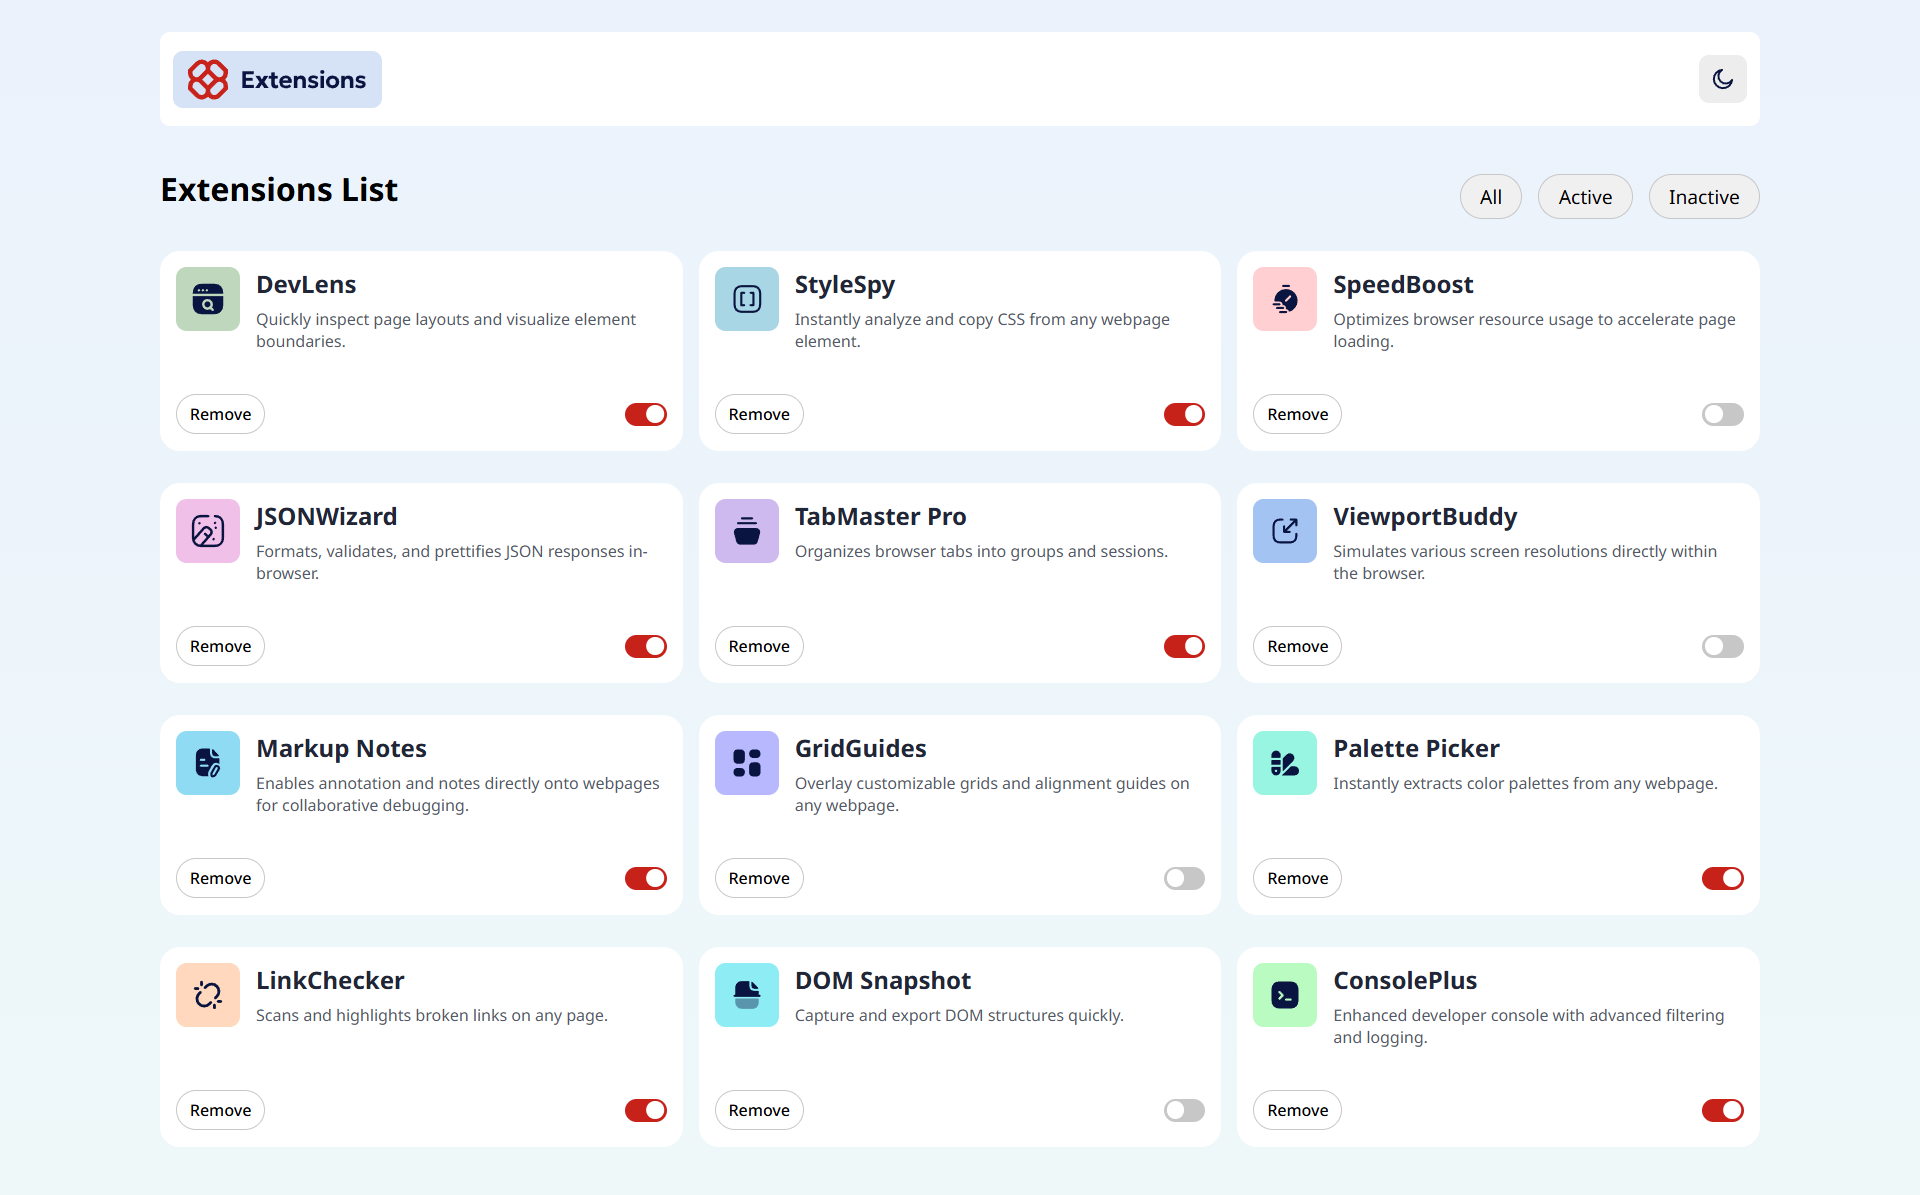 Extensions
Extensions List
All
Active
Inactive
DevLens
Quickly inspect page layouts and visualize element
boundaries.
Remove
StyleSpy
Instantly analyze and copy CSS from any webpage
element.
Remove
SpeedBoost
Optimizes browser resource usage to accelerate page
loading.
Remove
JSONWizard
Formats, validates, and prettifies JSON responses in-
browser.
Remove
TabMaster Pro
Organizes browser tabs into groups and sessions.
Remove
ViewportBuddy
Simulates various screen resolutions directly within
the browser.
Remove
Markup Notes
Enables annotation and notes directly onto webpages
for collaborative debugging.
Remove
GridGuides
Overlay customizable grids and alignment guides on
any webpage.
Remove
Palette Picker
Instantly extracts color palettes from any webpage.
Remove
LinkChecker
Scans and highlights broken links on any page.
Remove
DOM Snapshot
Capture and export DOM structures quickly.
Remove
ConsolePlus
Enhanced developer console with advanced filtering
and logging.
Remove